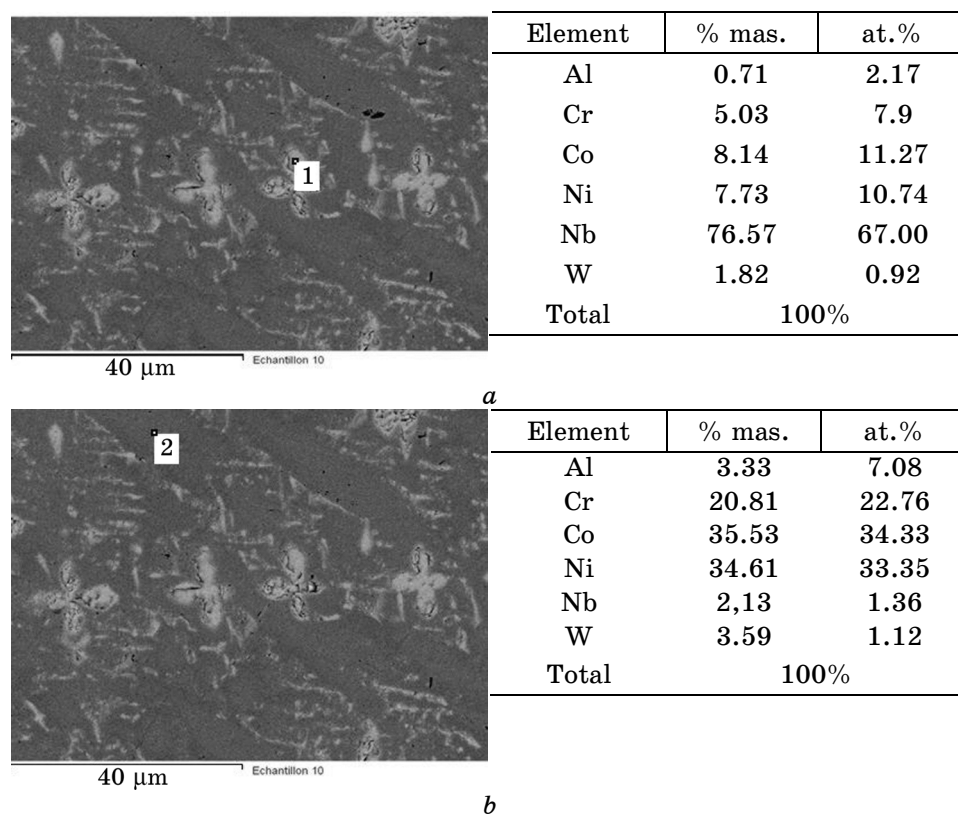 Element % mas. at.%
Al 0.71 2.17
Cr 5.03 7.9
Co 8.14 11.27
Ni 7.73 10.74
Nb 76.57 67.00
W 1.82 0.92
Total 100%
1
40 μm Echantillon 10
a
Element % mas. at.%
Al 3.33 7.08
Cr 20.81 22.76
Co 35.53 34.33
Ni 34.61 33.35
Nb 2,13 1.36
W 3.59 1.12
Total 100%
2
40 μm Echantillon 10
b